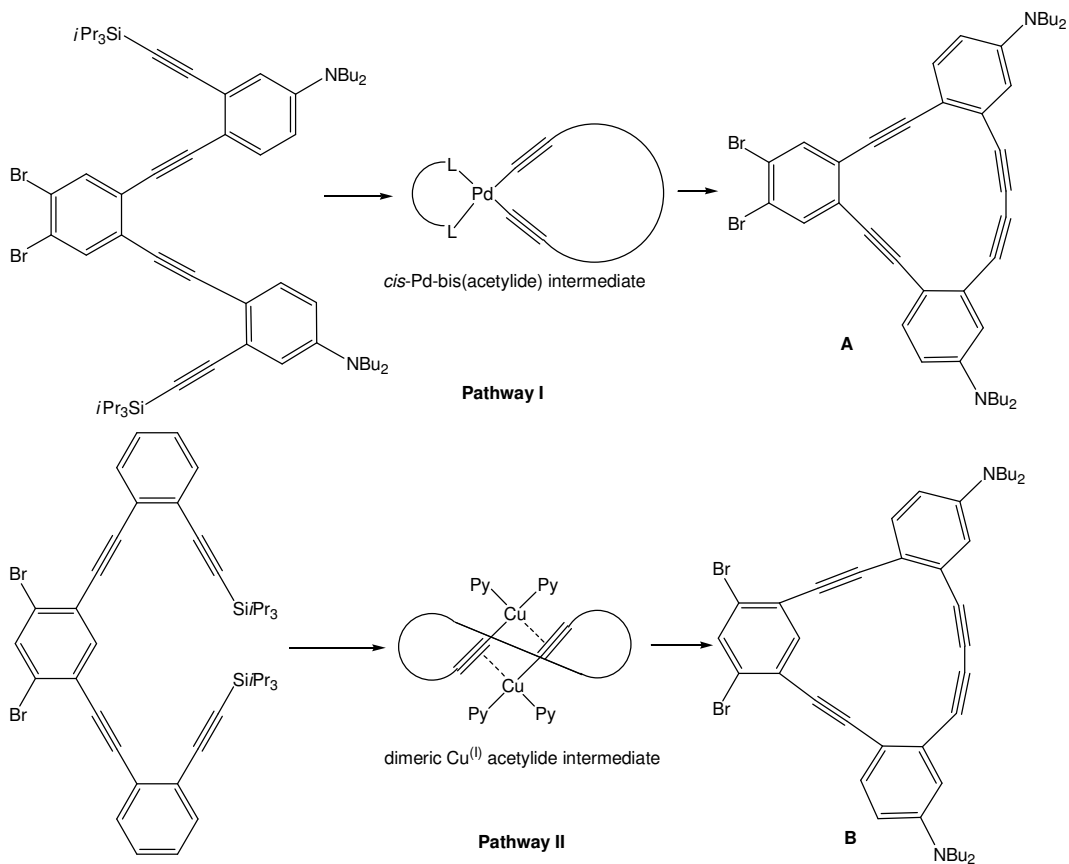 iPr3Si
NBu2
Br
Br
NBu2
iPr3Si
L
Pd
L
cis-Pd-bis(acetylide) intermediate
Pathway I
NBu2
Br
Br
A
NBu2
Br
SiiPr3
SiiPr3
Br
Py
Py
Cu
Cu
Py
Py
dimeric Cu(I) acetylide intermediate
Pathway II
NBu2
Br
Br
B
NBu2